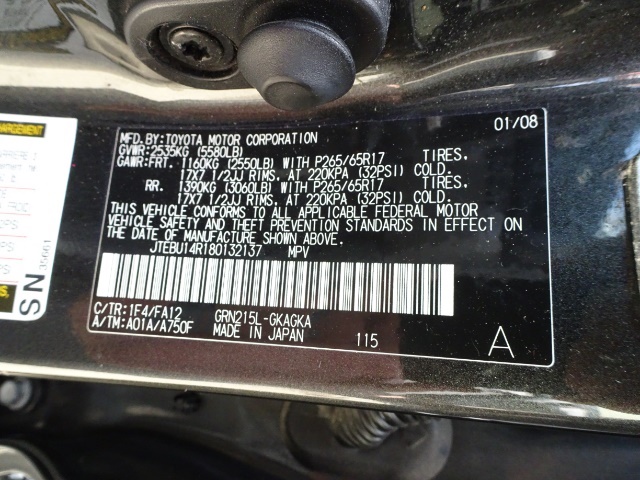 MFD.BY:TOYOTA MOTOR CORPORATION 01/08
GVWR:2535KG (5580LB)
GAWR:FRT. 1160KG (2550LB) WITH P265/65R17 TIRES.
17X7 1/2JJ RIMS. AT 220KPA (32PSI) COLD.
RR. 1390KG (3060LB) WITH P265/65R17 TIRES.
17X7 1/2JJ RIMS. AT 220KPA (32PSI) COLD.
THIS VEHICLE CONFORMS TO ALL APPLICABLE FEDERAL MOTOR
VEHICLE SAFETY AND THEFT PREVENTION STANDARDS IN EFFECT ON
THE DATE OF MANUFACTURE SHOWN ABOVE.
JTEBU14R180132137 MPV
C/TR:1F4/FA12 GRN215L-GKAGKA
A/TM:A01A/A750F MADE IN JAPAN 115 A
SN